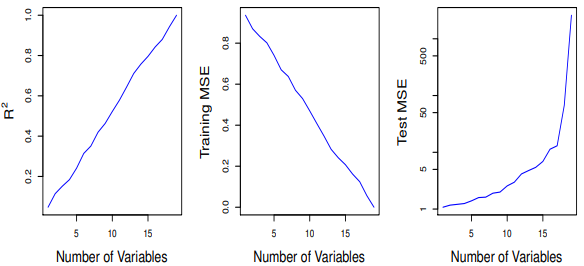 R²
0.2 0.4 0.6 0.8 1.0
5 10 15
Number of Variables
Training MSE
0.0 0.2 0.4 0.6 0.8
5 10 15
Number of Variables
Test MSE
1 5 50 500
5 10 15
Number of Variables